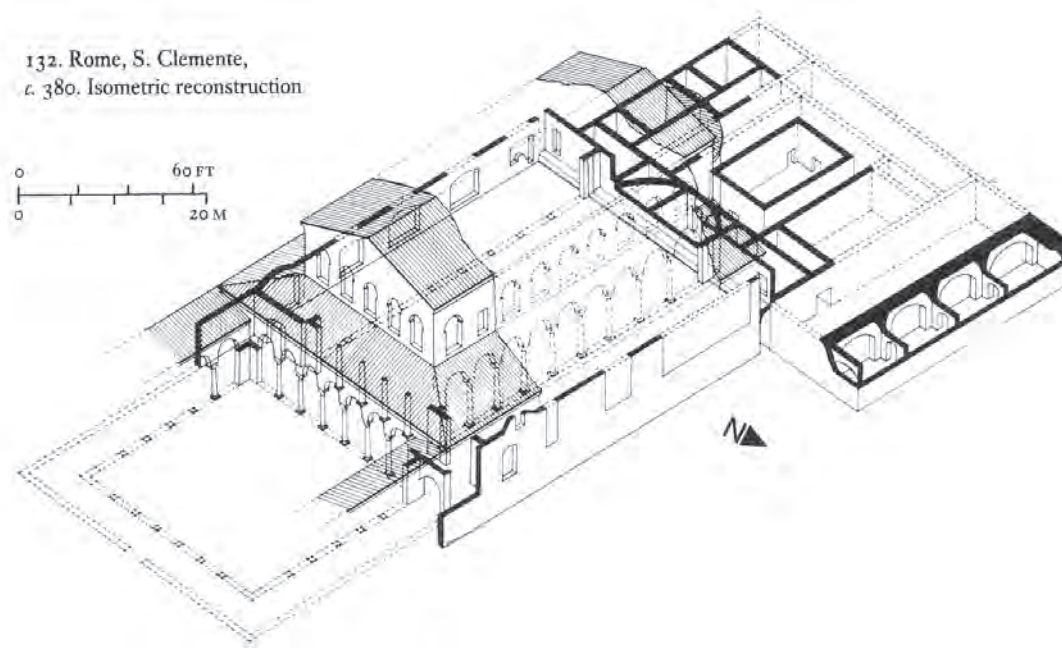 132. Rome, S. Clemente,
c. 380. Isometric reconstruction
0 60 FT
0 20 M
N